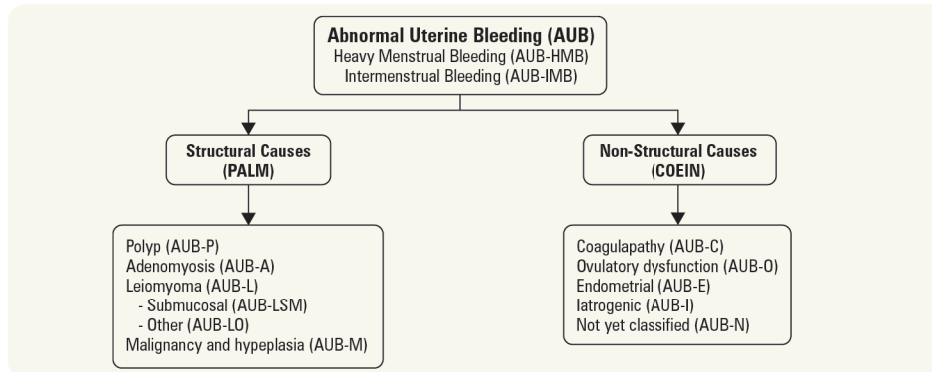 Abnormal Uterine Bleeding (AUB)
Heavy Menstrual Bleeding (AUB-HMB)
Intermenstrual Bleeding (AUB-IMB)
Structural Causes
(PALM)
Non-Structural Causes
(COEIN)
Polyp (AUB-P)
Adenomyosis (AUB-A)
Leiomyoma (AUB-L)
- Submucosal (AUB-LSM)
- Other (AUB-LO)
Malignancy and hypeplasia (AUB-M)
Coagulapathy (AUB-C)
Ovulatory dysfunction (AUB-O)
Endometrial (AUB-E)
Iatrogenic (AUB-I)
Not yet classified (AUB-N)